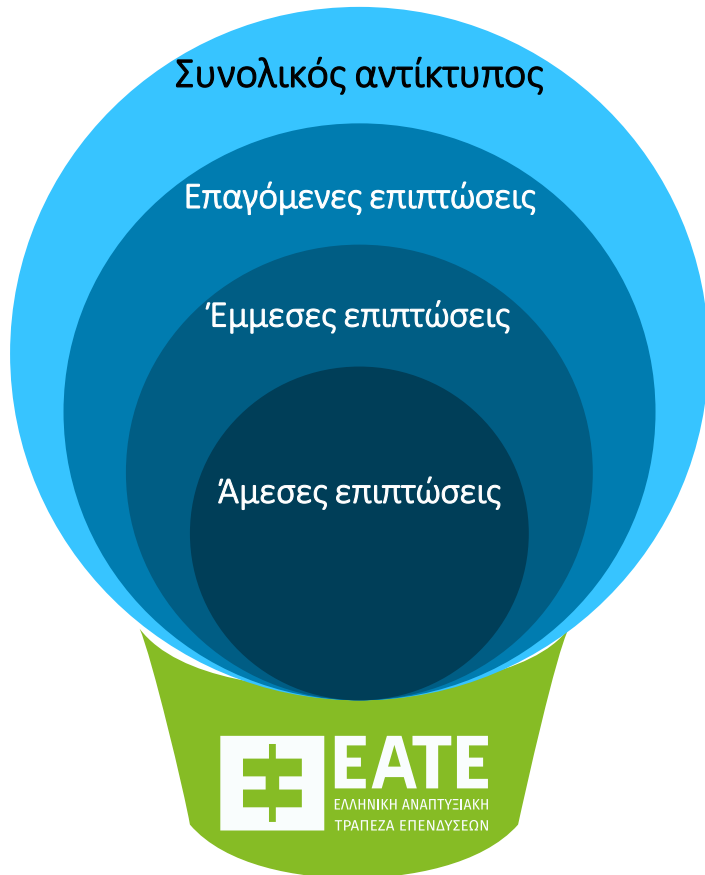 Συνολικός αντίκτυπος
Επαγόμενες επιπτώσεις
Έμμεσες επιπτώσεις
Άμεσες επιπτώσεις
ΕΑΤΕ
ΕΛΛΗΝΙΚΗ ΑΝΑΠΤΥΞΙΑΚΗ
ΤΡΑΠΕΖΑ ΕΠΕΝΔΥΣΕΩΝ